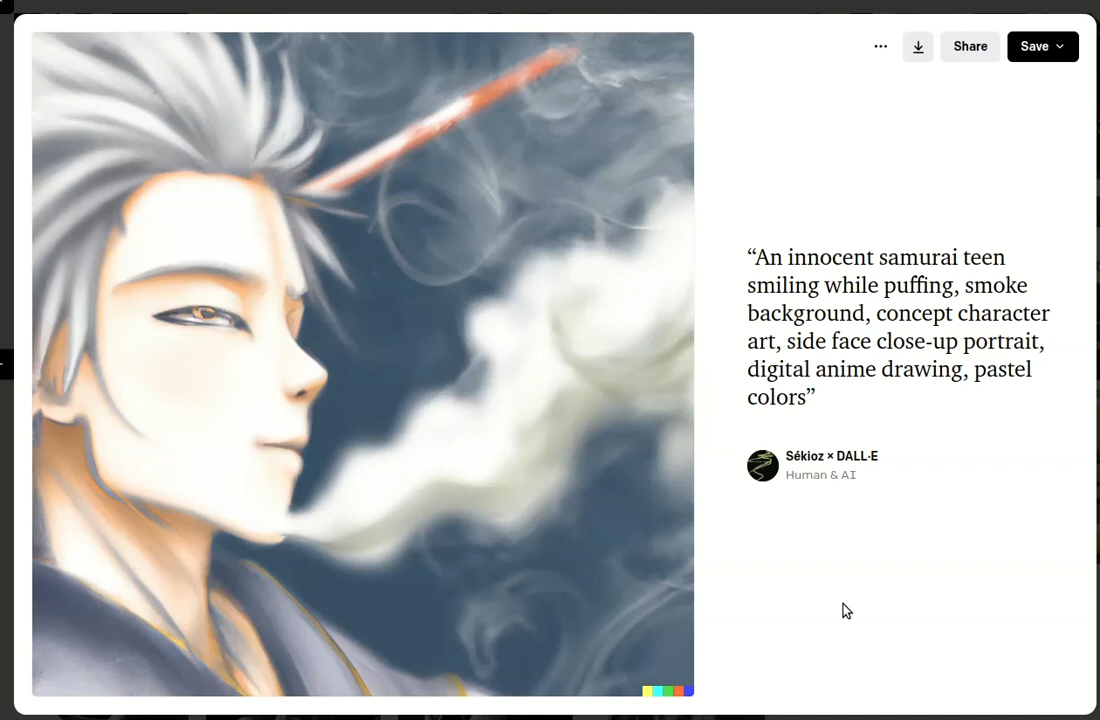 Share
Save
“An innocent samurai teen
smiling while puffing, smoke
background, concept character
art, side face close-up portrait,
digital anime drawing, pastel
colors”
Sékioz × DALL·E
Human & AI